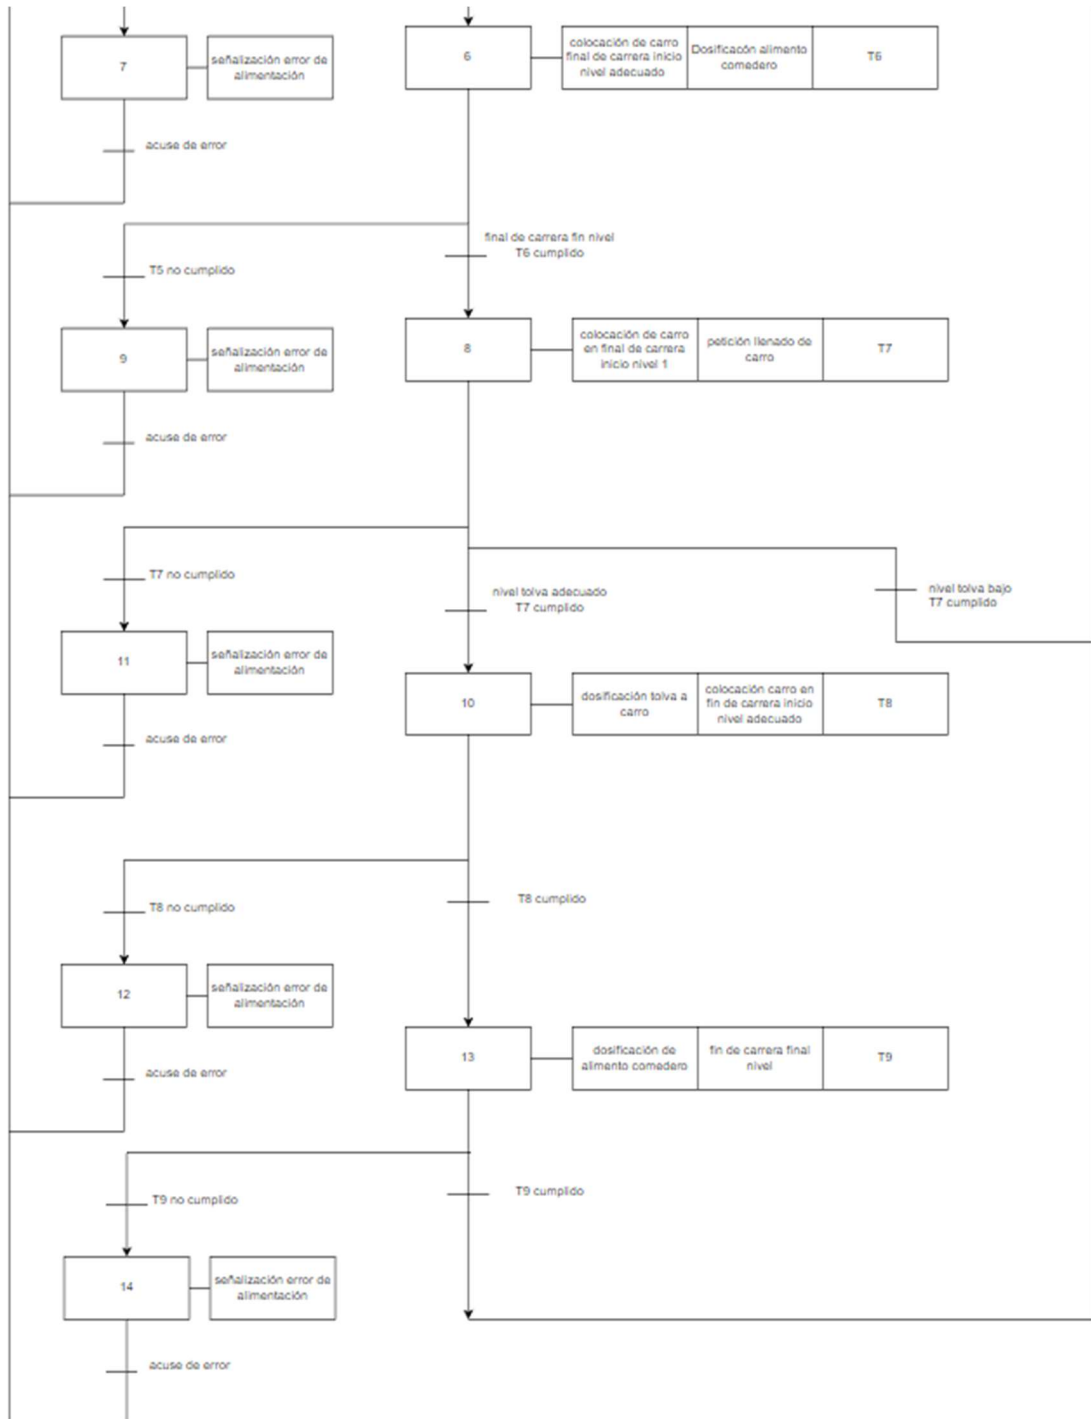 7
señalización error de
alimentación
6
colocación de carro
final de carrera inicio
nivel adecuado
Dosificacón alimento
comedero
T6
acuse de error
final de carrera fin nivel
T6 cumplido
T5 no cumplido
9
señalización error de
alimentación
8
colocación de carro
en final de carrera
inicio nivel 1
petición llenado de
carro
T7
acuse de error
T7 no cumplido
nivel tolva adecuado
T7 cumplido
nivel tolva bajo
T7 cumplido
11
señalización error de
alimentación
10
dosificación tolva a
carro
colocación carro en
fin de carrera inicio
nivel adecuado
T8
acuse de error
T8 no cumplido
T8 cumplido
12
señalización error de
alimentación
13
dosificación de
alimento comedero
fin de carrera final
nivel
T9
acuse de error
T9 no cumplido
T9 cumplido
14
señalización error de
alimentación
acuse de error